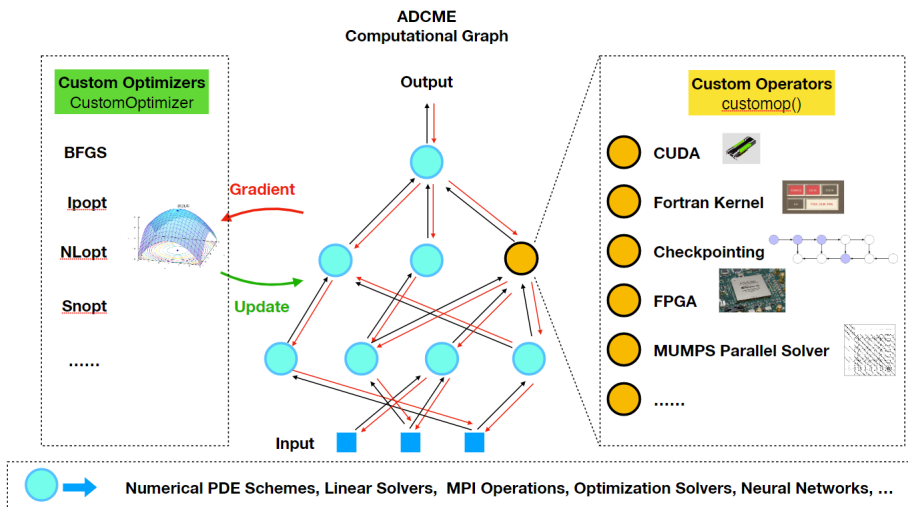 ADCME
Computational Graph
Custom Optimizers
CustomOptimizer
BFGS
Ipopt
NLopt
Snopt
......
Gradient
Update
Output
Input
Custom Operators
customop()
CUDA
Fortran Kernel
Checkpointing
FPGA
MUMPS Parallel Solver
......
Numerical PDE Schemes, Linear Solvers, MPI Operations, Optimization Solvers, Neural Networks, ...